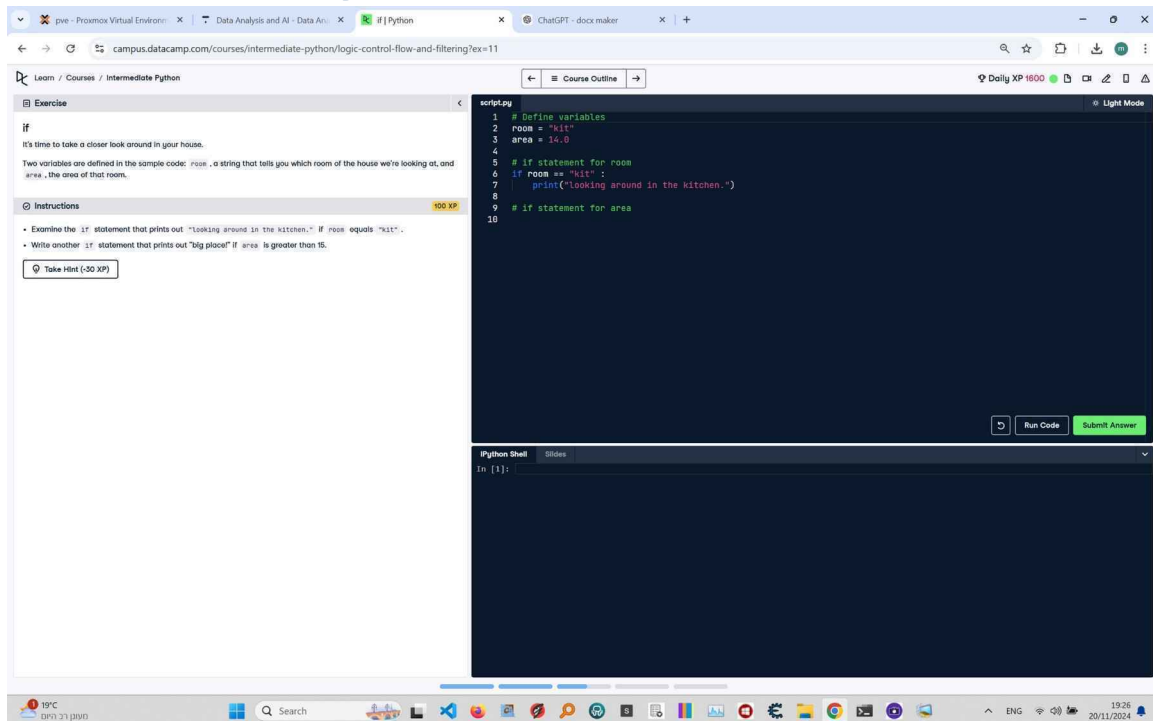 pve - Proxmox Virtual Environm
Data Analysis and AI - Data An
if | Python
ChatGPT - docx maker
campus.datacamp.com/courses/intermediate-python/logic-control-flow-and-filtering?ex=11
Learn / Courses / Intermediate Python
Course Outline
Daily XP 1600
Exercise
if
It's time to take a closer look around in your house.
Two variables are defined in the sample code: room , a string that tells you which room of the house we're looking at, and
area , the area of that room.
Instructions
100 XP
Examine the if statement that prints out "looking around in the kitchen." if room equals "kit" .
Write another if statement that prints out "big place!" if area is greater than 15.
Take Hint (-30 XP)
script.py
Light Mode
1 # Define variables
2 room = "kit"
3 area = 14.0
4
5 # if statement for room
6 if room == "kit" :
7 print("looking around in the kitchen.")
8
9 # if statement for area
10
Run Code
Submit Answer
IPython Shell
Slides
In [1]:
19°C
מעונן רב היום
Search
ENG
19:26
20/11/2024